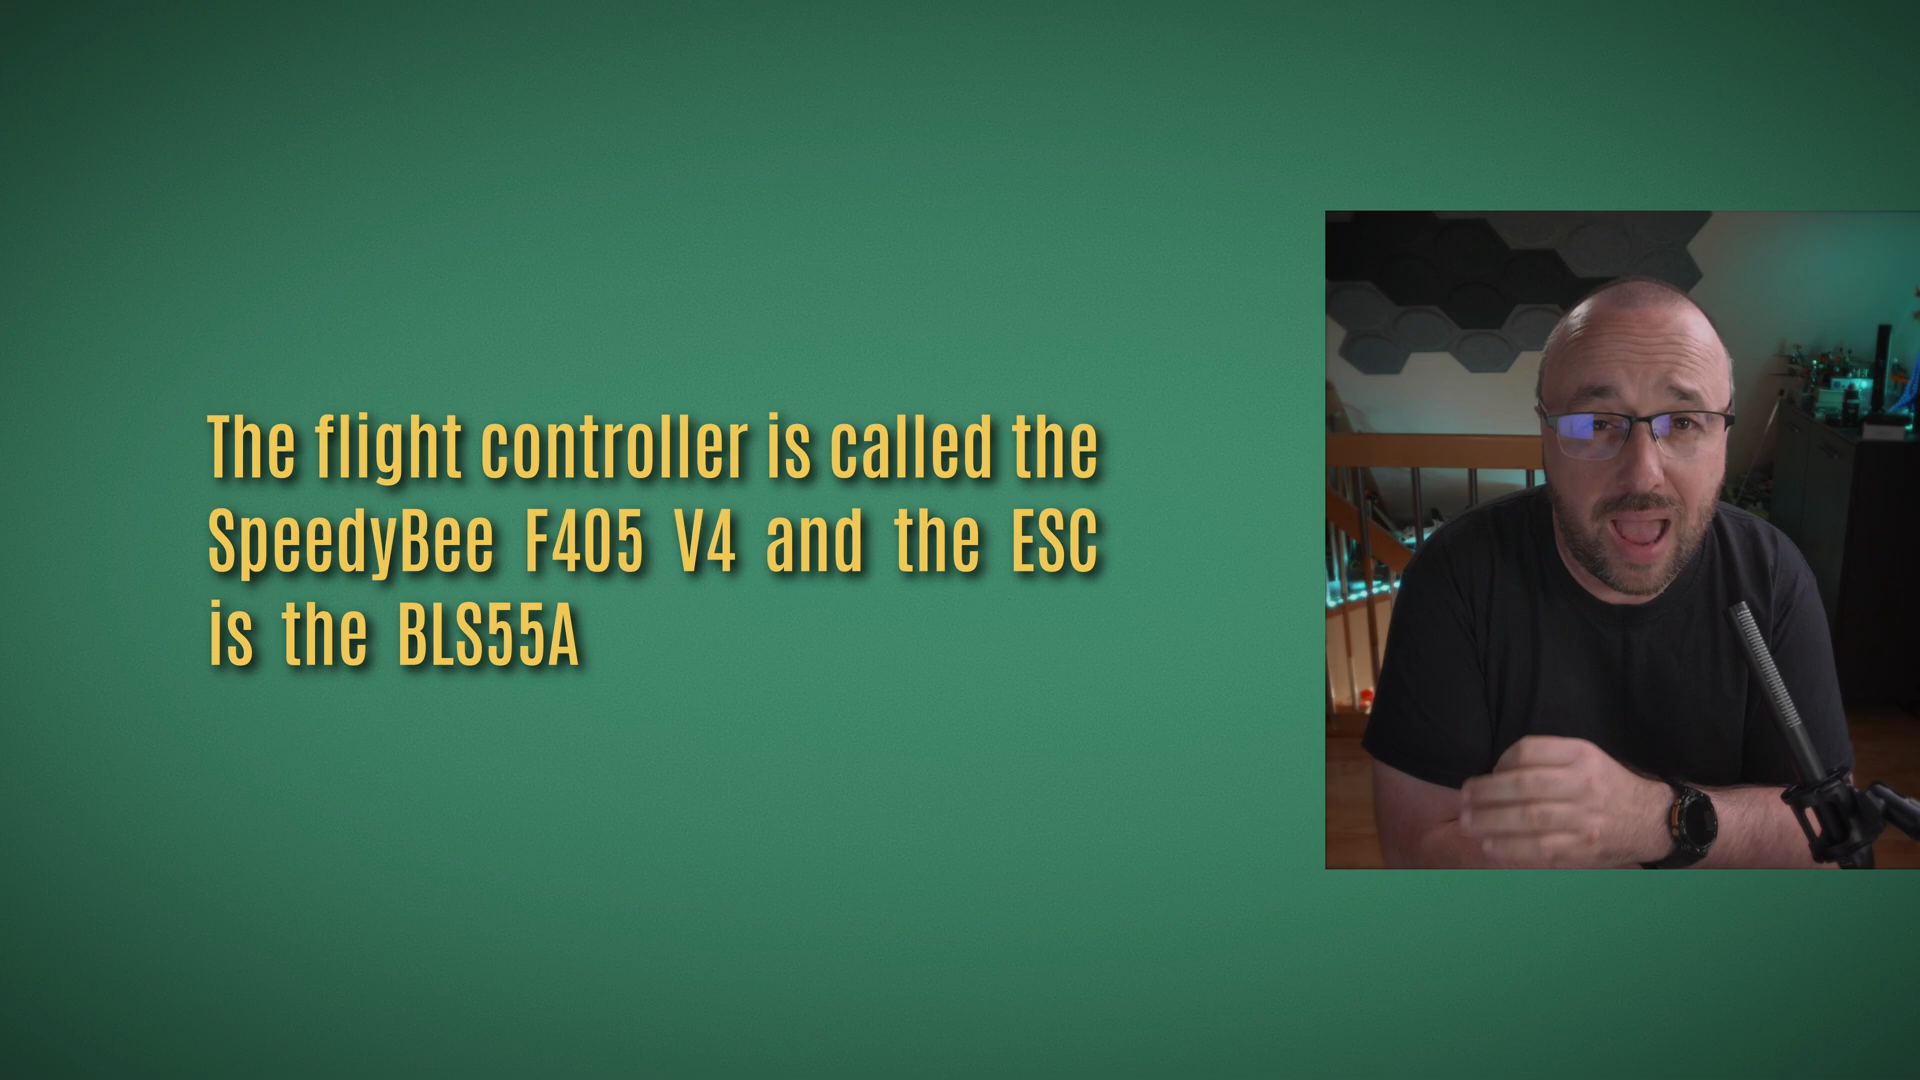 The flight controller is called the
SpeedyBee F405 V4 and the ESC
is the BLS55A